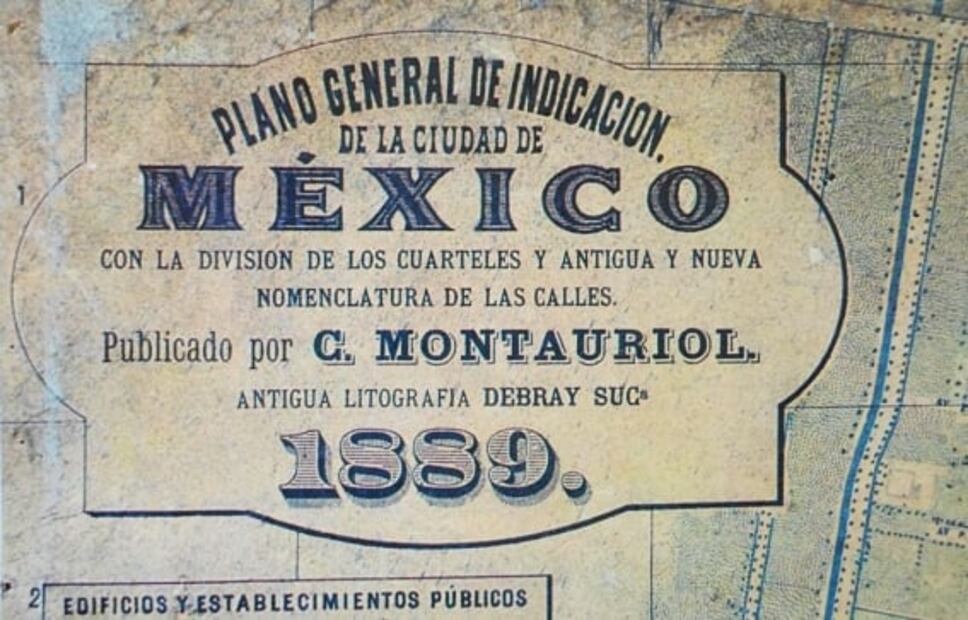 PLANO GENERAL DE INDICACION.
DE LA CIUDAD DE
MÉXICO
CON LA DIVISION DE LOS CUARTELES Y ANTIGUA Y NUEVA
NOMENCLATURA DE LAS CALLES.
Publicado por C. MONTAURIOL.
ANTIGUA LITOGRAFIA DEBRAY SUCs
1889.
1
2
EDIFICIOS Y ESTABLECIMIENTOS PÚBLICOS